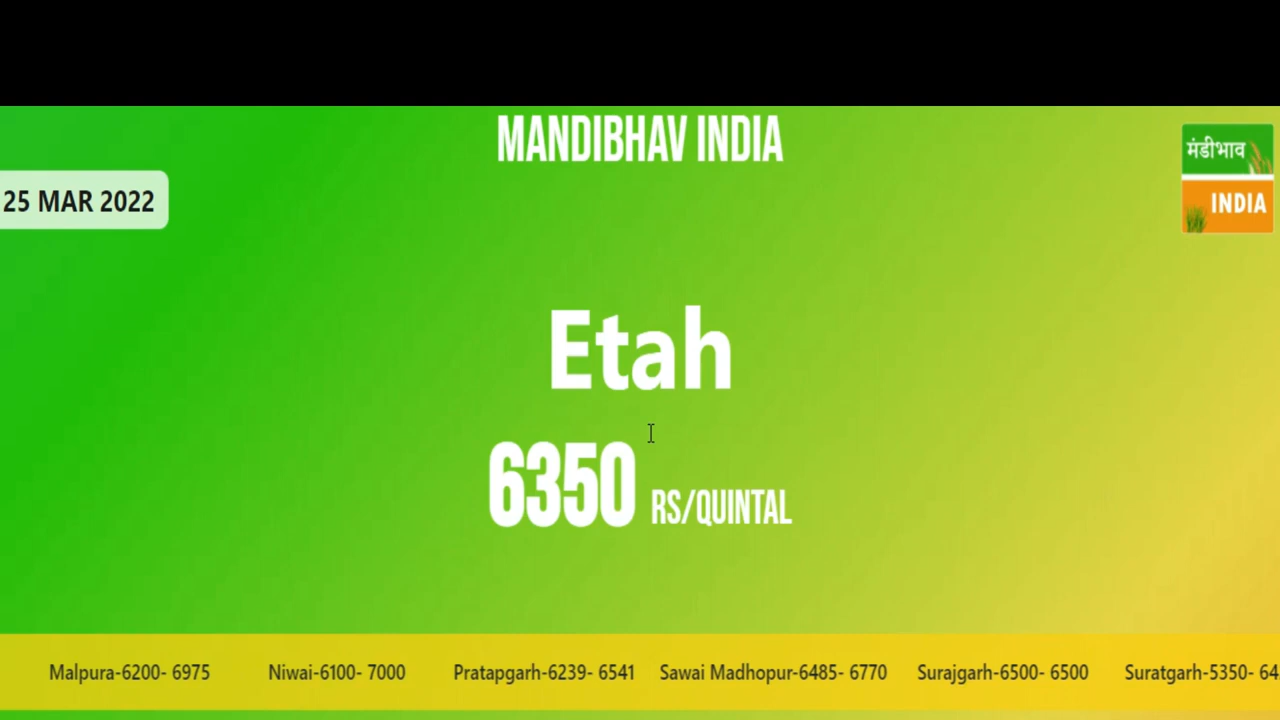 MANDIBHAV INDIA
मंडीभाव
INDIA
25 MAR 2022
Etah
6350 RS/QUINTAL
Malpura-6200- 6975 Niwai-6100- 7000 Pratapgarh-6239- 6541 Sawai Madhopur-6485- 6770 Surajgarh-6500- 6500 Suratgarh-5350-